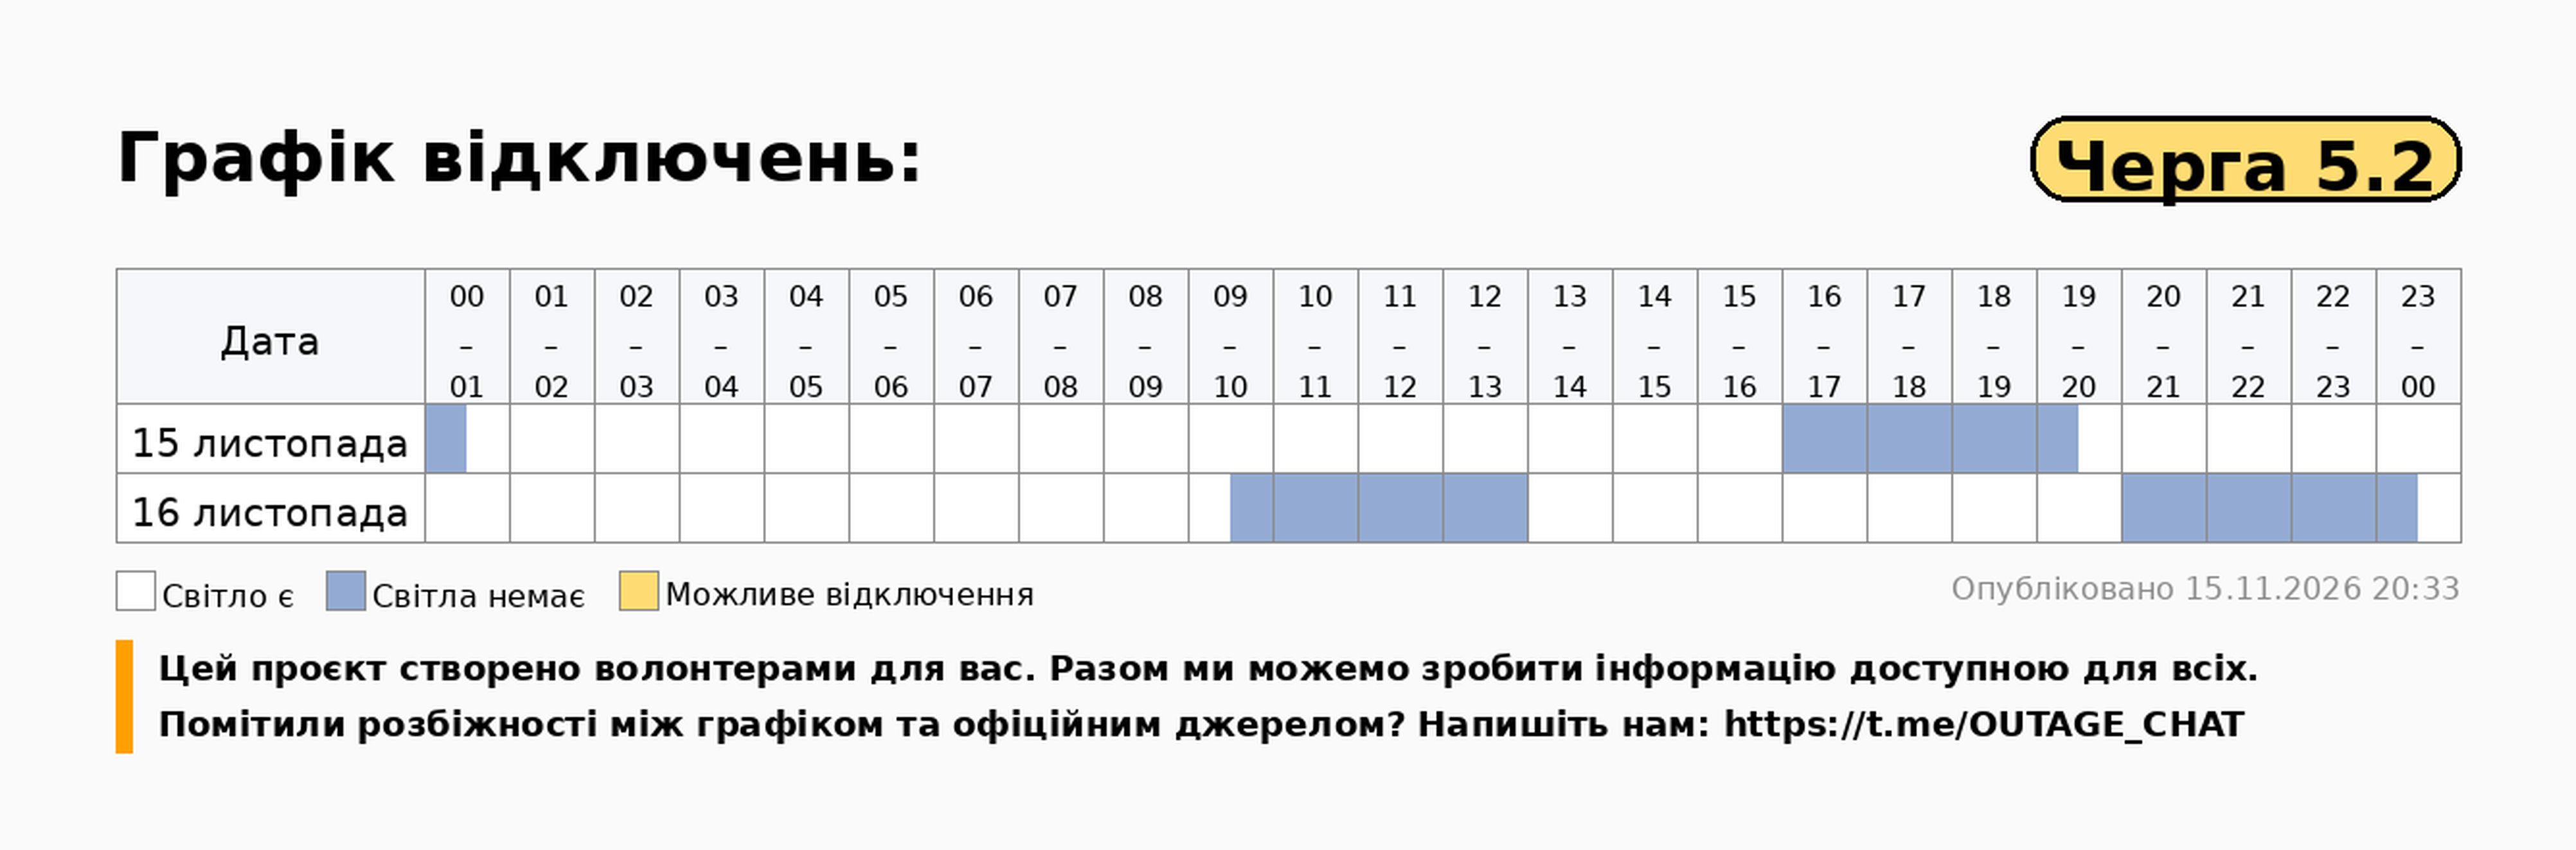 Графік відключень:
Черга 5.2
Дата 00 – 01 01 – 02 02 – 03 03 – 04 04 – 05 05 – 06 06 – 07 07 – 08 08 – 09 09 – 10 10 – 11 11 – 12 12 – 13 13 – 14 14 – 15 15 – 16 16 – 17 17 – 18 18 – 19 19 – 20 20 – 21 21 – 22 22 – 23 23 – 00
15 листопада
16 листопада
Світло є Світла немає Можливе відключення
Опубліковано 15.11.2026 20:33
Цей проєкт створено волонтерами для вас. Разом ми можемо зробити інформацію доступною для всіх.
Помітили розбіжності між графіком та офіційним джерелом? Напишіть нам: https://t.me/OUTAGE_CHAT